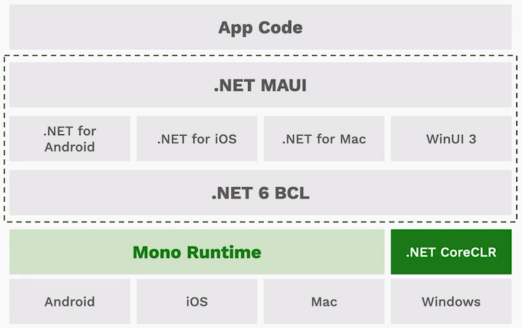 App Code
.NET MAUI
.NET for
Android
.NET for iOS
.NET for Mac
WinUI 3
.NET 6 BCL
Mono Runtime
.NET CoreCLR
Android
iOS
Mac
Windows